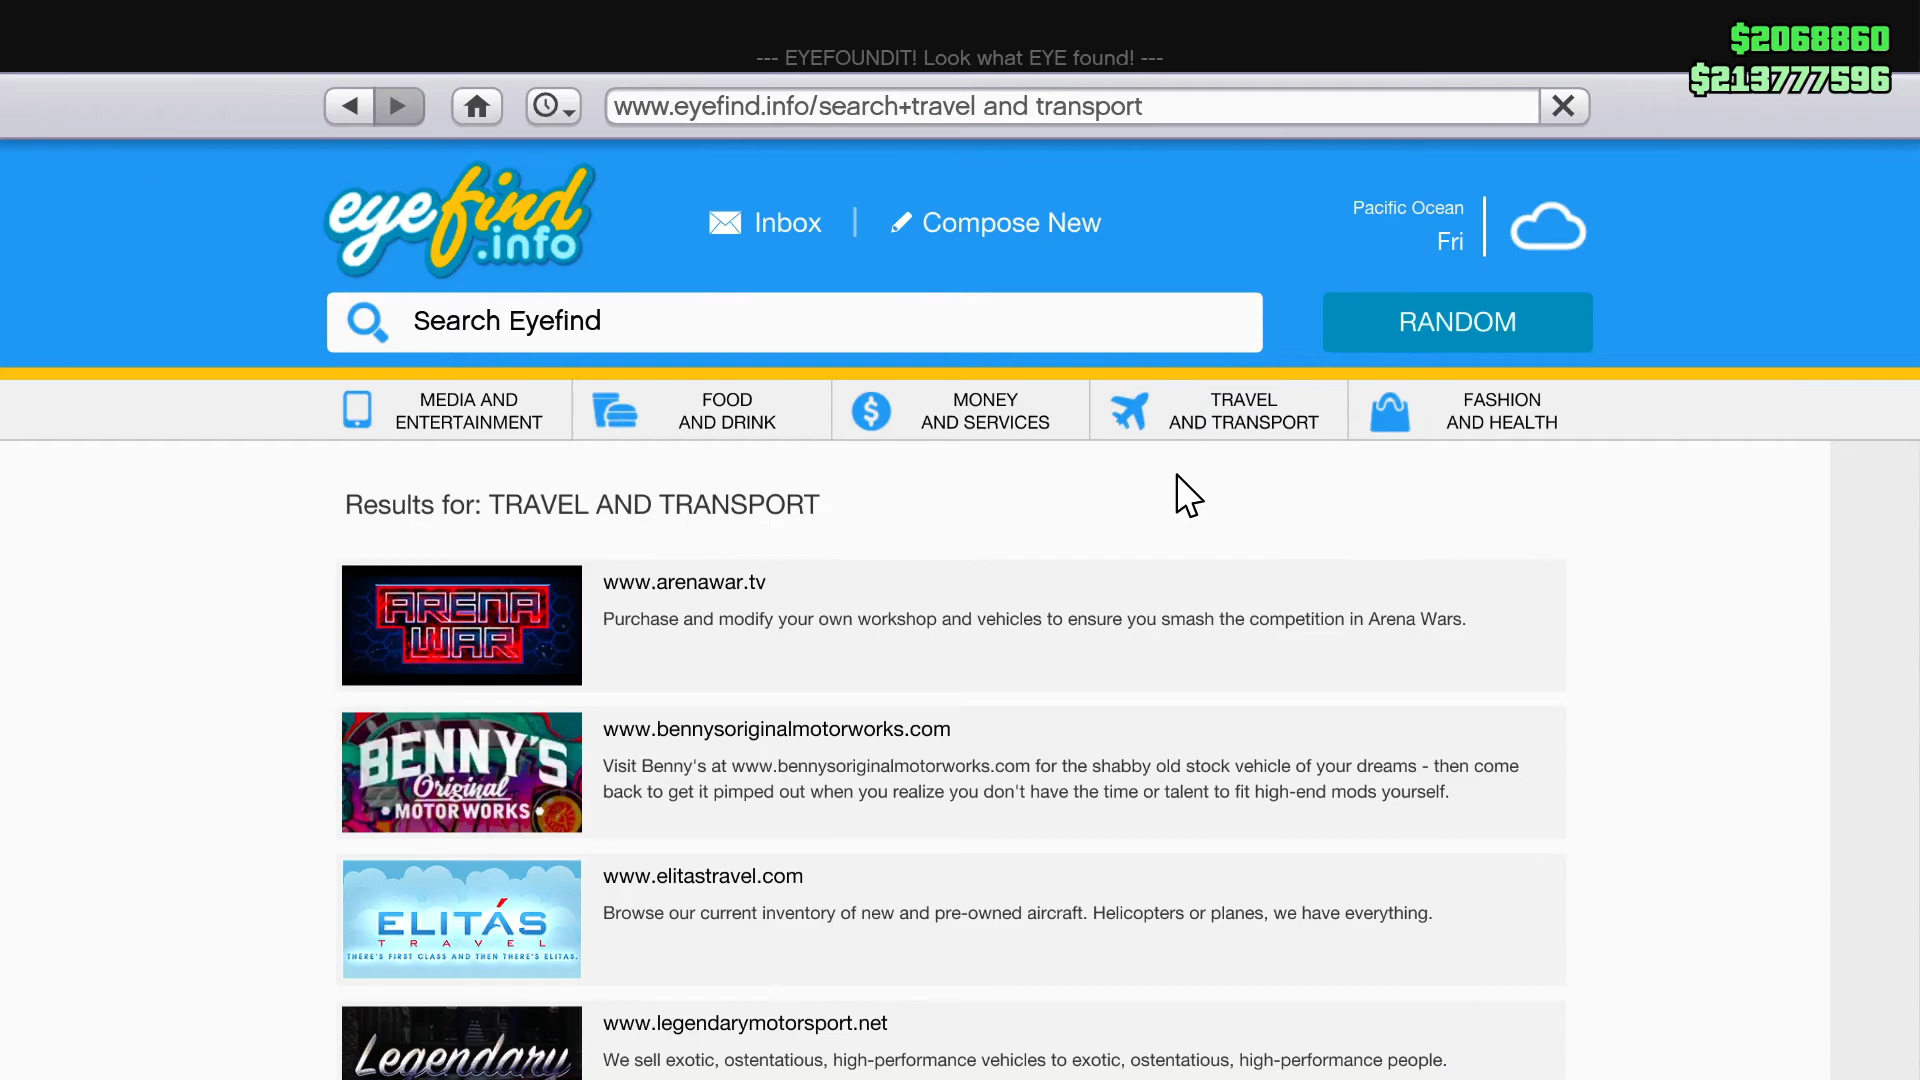 $2068860
--- EYEFOUNDIT! Look what EYE found! ---
$213777596
www.eyefind.info/search+travel and transport
eyefind
.info
Inbox
Compose New
Pacific Ocean
Fri
Search Eyefind
RANDOM
MEDIA AND
ENTERTAINMENT
FOOD
AND DRINK
MONEY
AND SERVICES
TRAVEL
AND TRANSPORT
FASHION
AND HEALTH
Results for: TRAVEL AND TRANSPORT
ARENA
WAR
www.arenawar.tv
Purchase and modify your own workshop and vehicles to ensure you smash the competition in Arena Wars.
BENNY'S
Original
MOTOR WORKS
www.bennysoriginalmotorworks.com
Visit Benny's at www.bennysoriginalmotorworks.com for the shabby old stock vehicle of your dreams - then come
back to get it pimped out when you realize you don't have the time or talent to fit high-end mods yourself.
ELITÁS
TRAVEL
THERE'S FIRST CLASS AND THEN THERE'S ELITAS.
www.elitastravel.com
Browse our current inventory of new and pre-owned aircraft. Helicopters or planes, we have everything.
Legendary
www.legendarymotorsport.net
We sell exotic, ostentatious, high-performance vehicles to exotic, ostentatious, high-performance people.